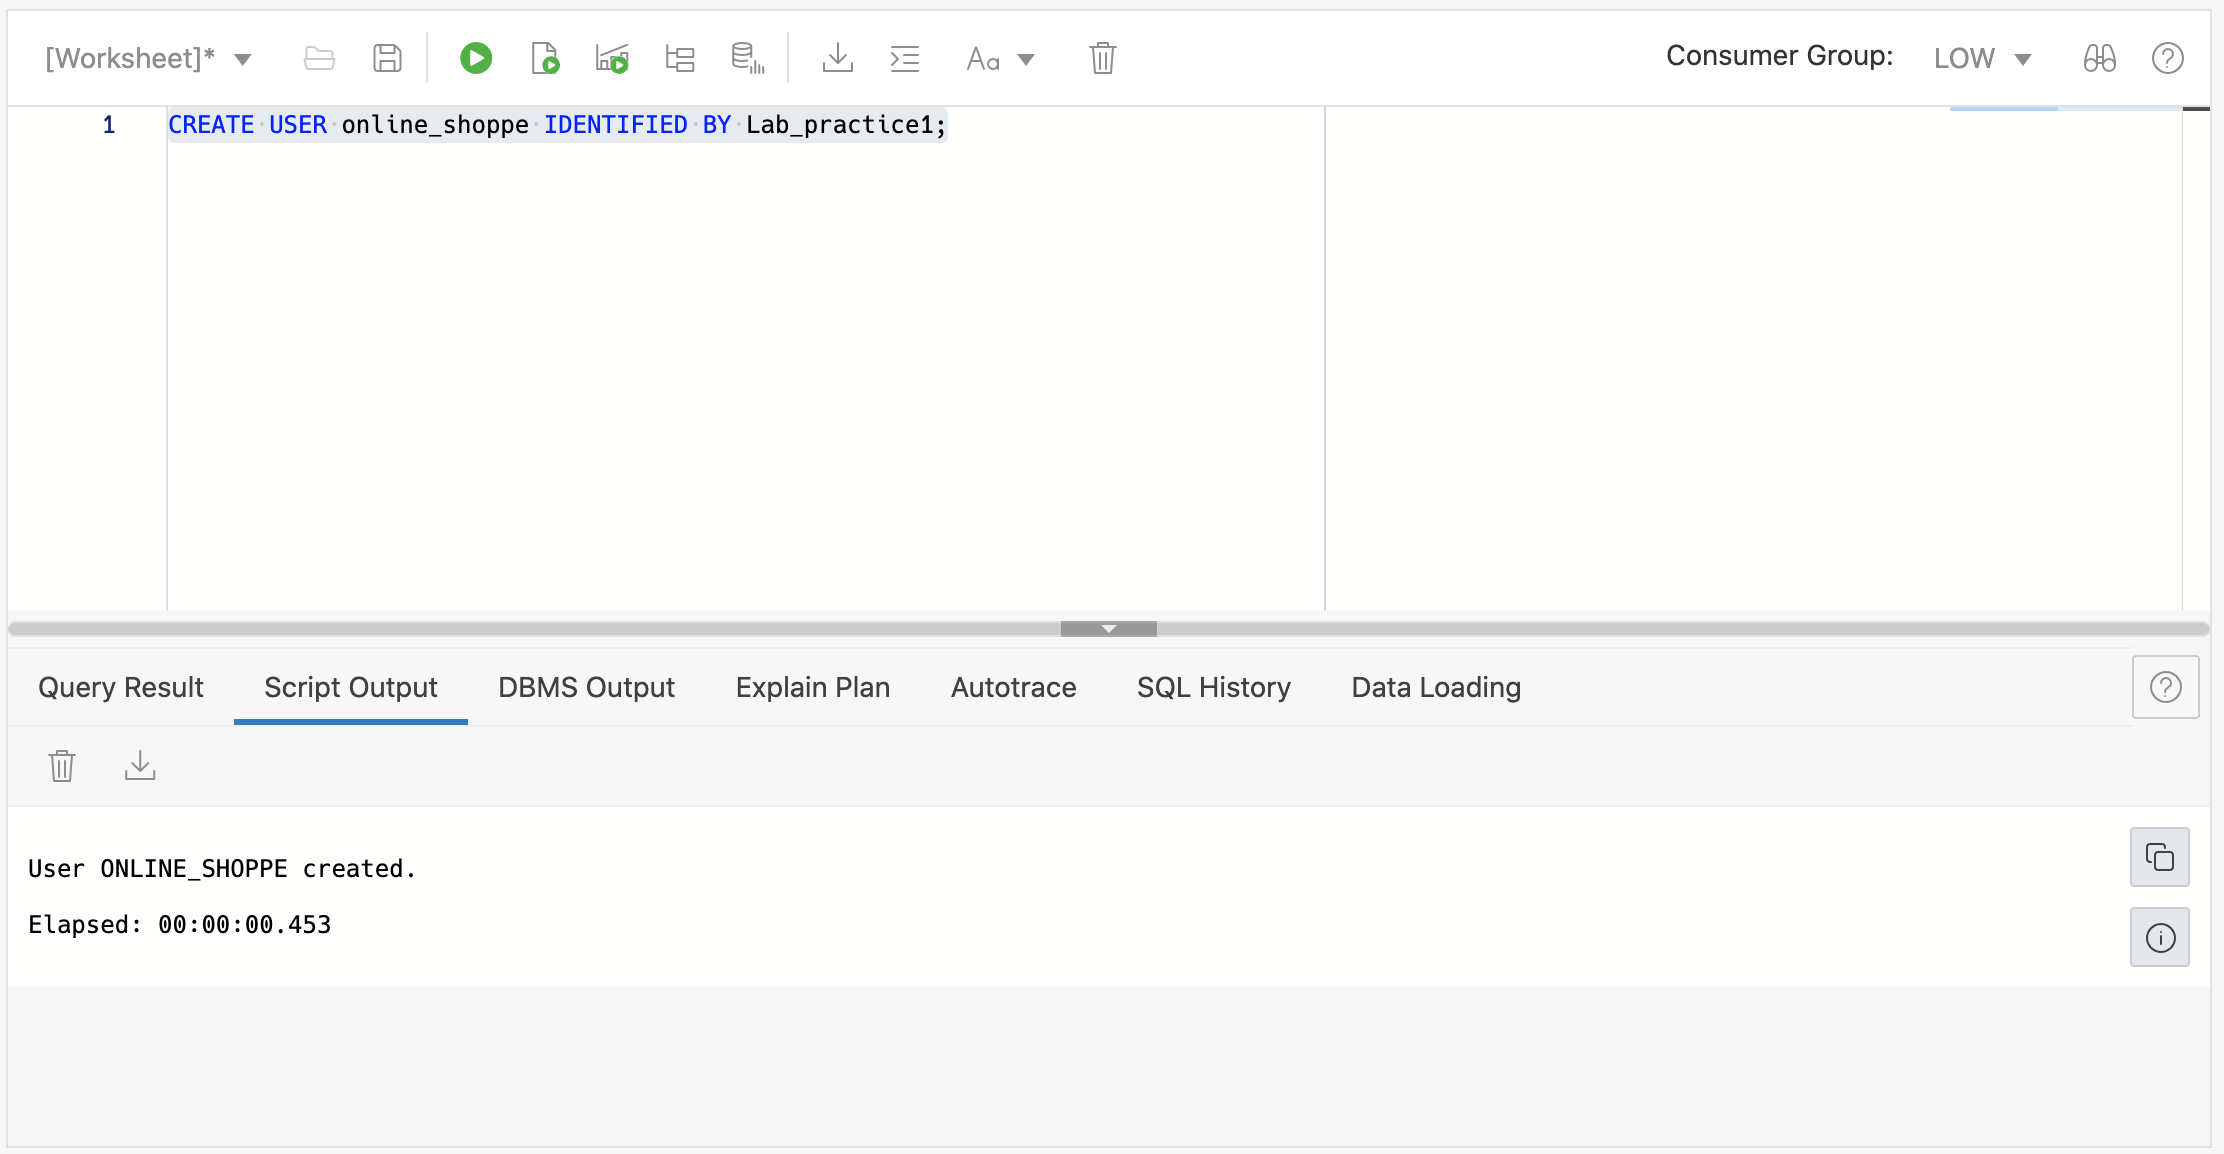 [Worksheet]* Aa Consumer Group: LOW
1 CREATE USER online_shoppe IDENTIFIED BY Lab_practice1;
Query Result Script Output DBMS Output Explain Plan Autotrace SQL History Data Loading
User ONLINE_SHOPPE created.
Elapsed: 00:00:00.453